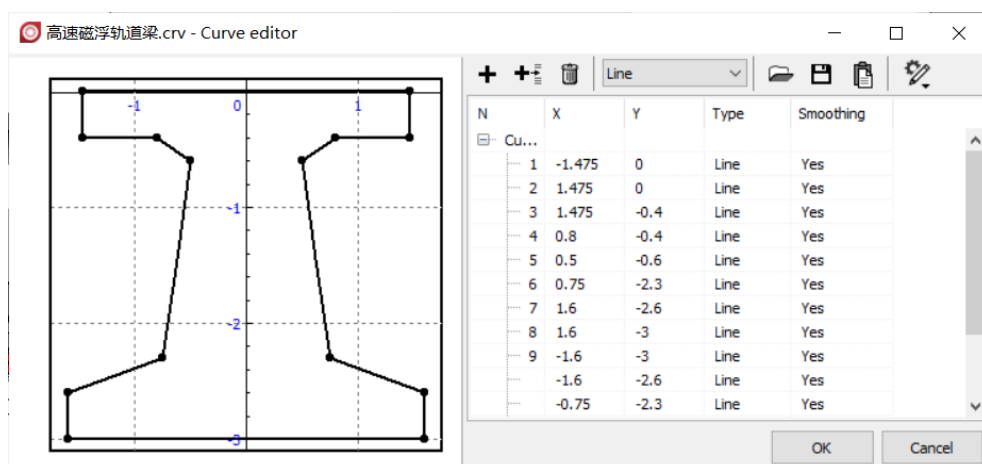 高速磁浮轨道梁.crv - Curve editor
Line
N X Y Type Smoothing
Cu...
1 -1.475 0 Line Yes
2 1.475 0 Line Yes
3 1.475 -0.4 Line Yes
4 0.8 -0.4 Line Yes
5 0.5 -0.6 Line Yes
6 0.75 -2.3 Line Yes
7 1.6 -2.6 Line Yes
8 1.6 -3 Line Yes
9 -1.6 -3 Line Yes
-1.6 -2.6 Line Yes
-0.75 -2.3 Line Yes
-1 0 1
-1
-2
-3
OK Cancel